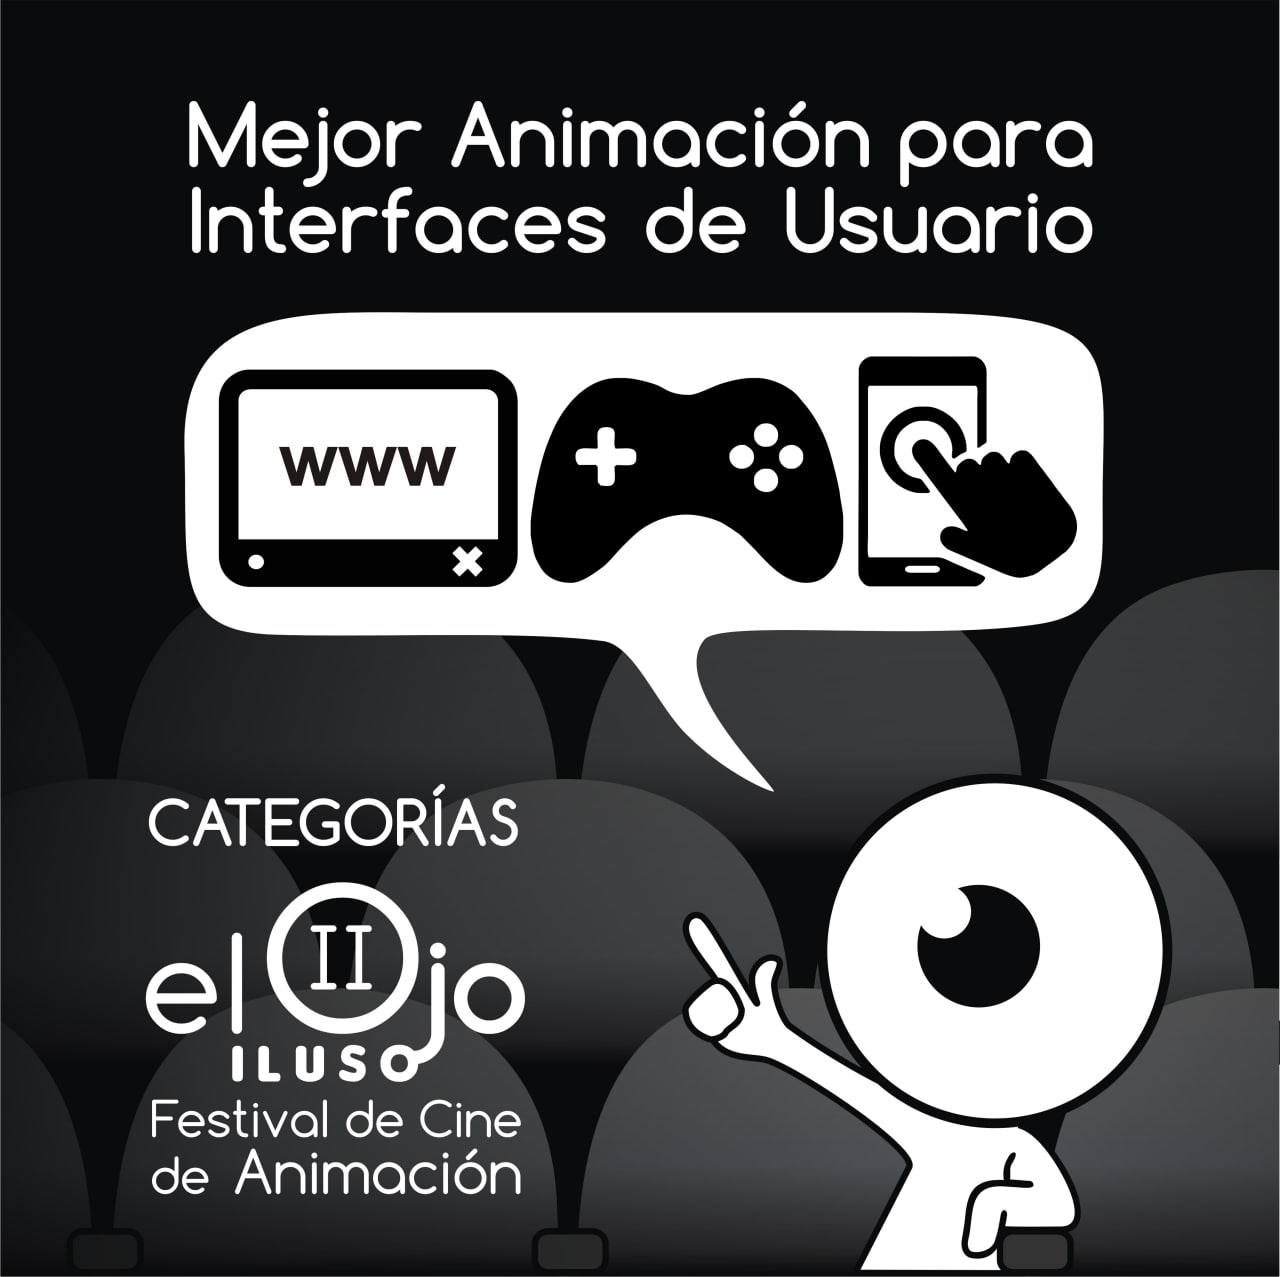 Mejor Animación para
Interfaces de Usuario
www
CATEGORÍAS
II
el Ojo
ILUSO
Festival de Cine
de Animación